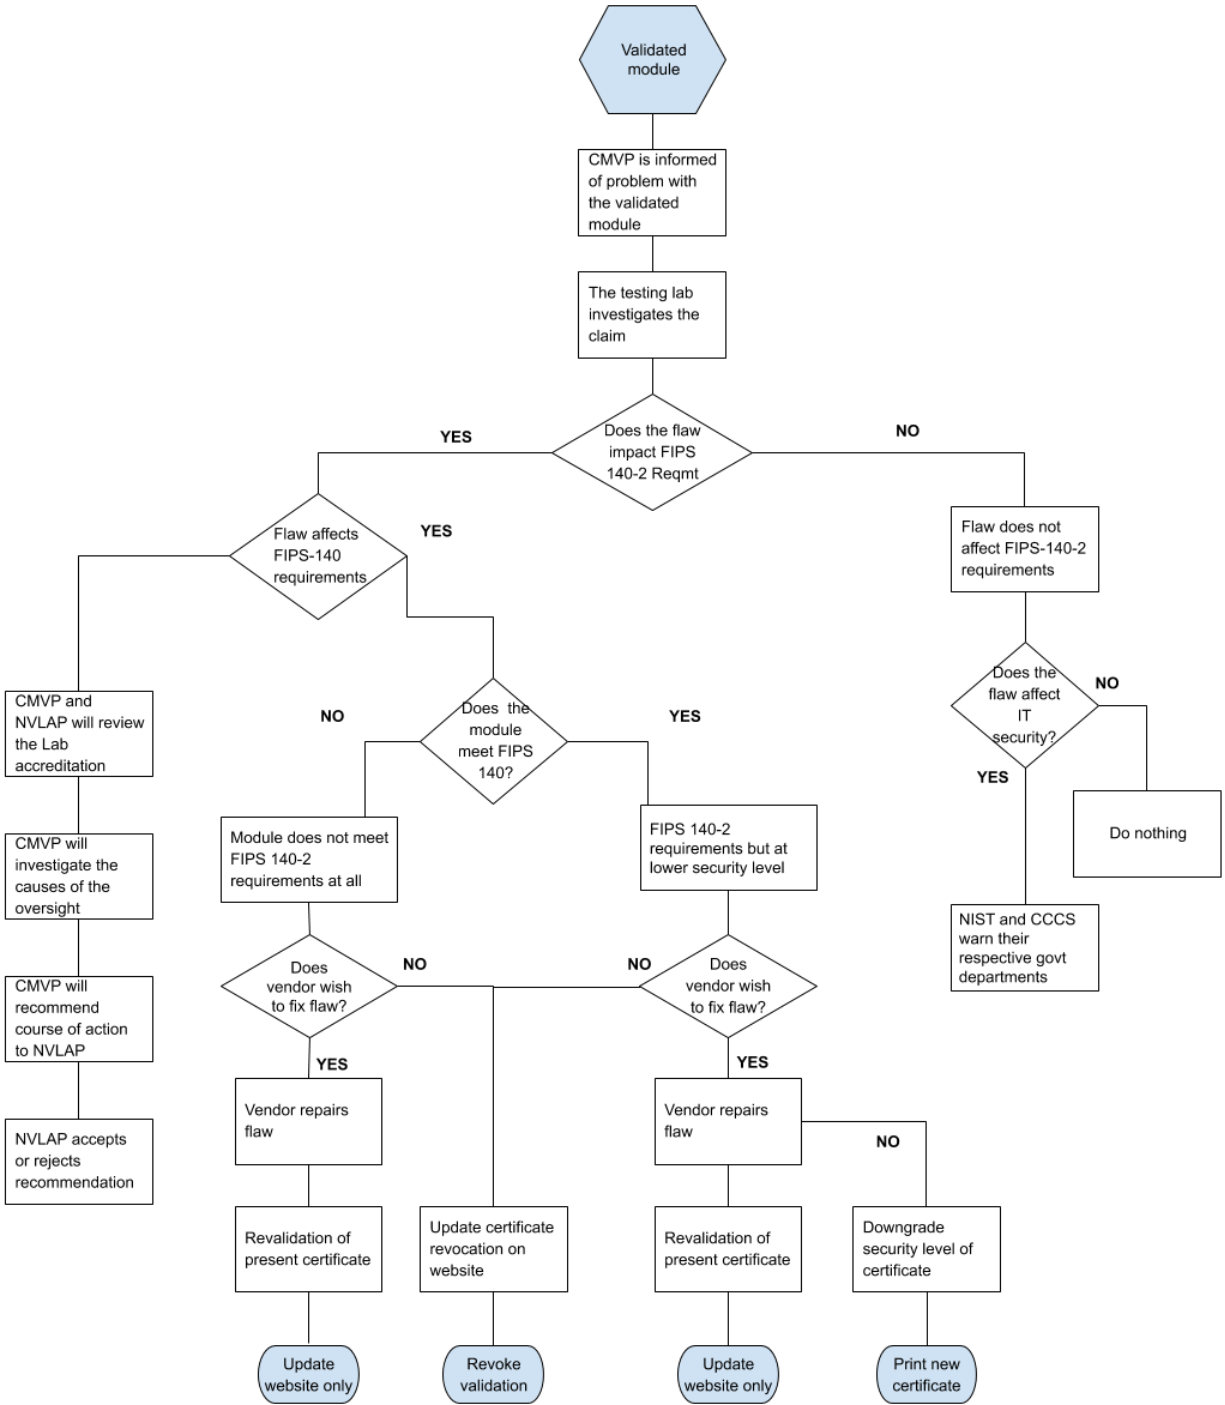 Validated
module
CMVP is informed
of problem with
the validated
module
The testing lab
investigates the
claim
Does the flaw
impact FIPS
140-2 Reqmt
YES
NO
Flaw affects
FIPS-140
requirements
YES
Flaw does not
affect FIPS-140-2
requirements
Does the
flaw affect
IT
security?
NO
YES
Do nothing
NIST and CCCS
warn their
respective govt
departments
CMVP and
NVLAP will review
the Lab
accreditation
CMVP will
investigate the
causes of the
oversight
CMVP will
recommend
course of action
to NVLAP
NVLAP accepts
or rejects
recommendation
Does the
module
meet FIPS
140?
NO
YES
Module does not meet
FIPS 140-2
requirements at all
FIPS 140-2
requirements but at
lower security level
Does
vendor wish
to fix flaw?
NO
YES
NO
Does
vendor wish
to fix flaw?
YES
Vendor repairs
flaw
Vendor repairs
flaw
NO
Revalidation of
present certificate
Update certificate
revocation on
website
Revalidation of
present certificate
Downgrade
security level of
certificate
Update
website only
Revoke
validation
Update
website only
Print new
certificate